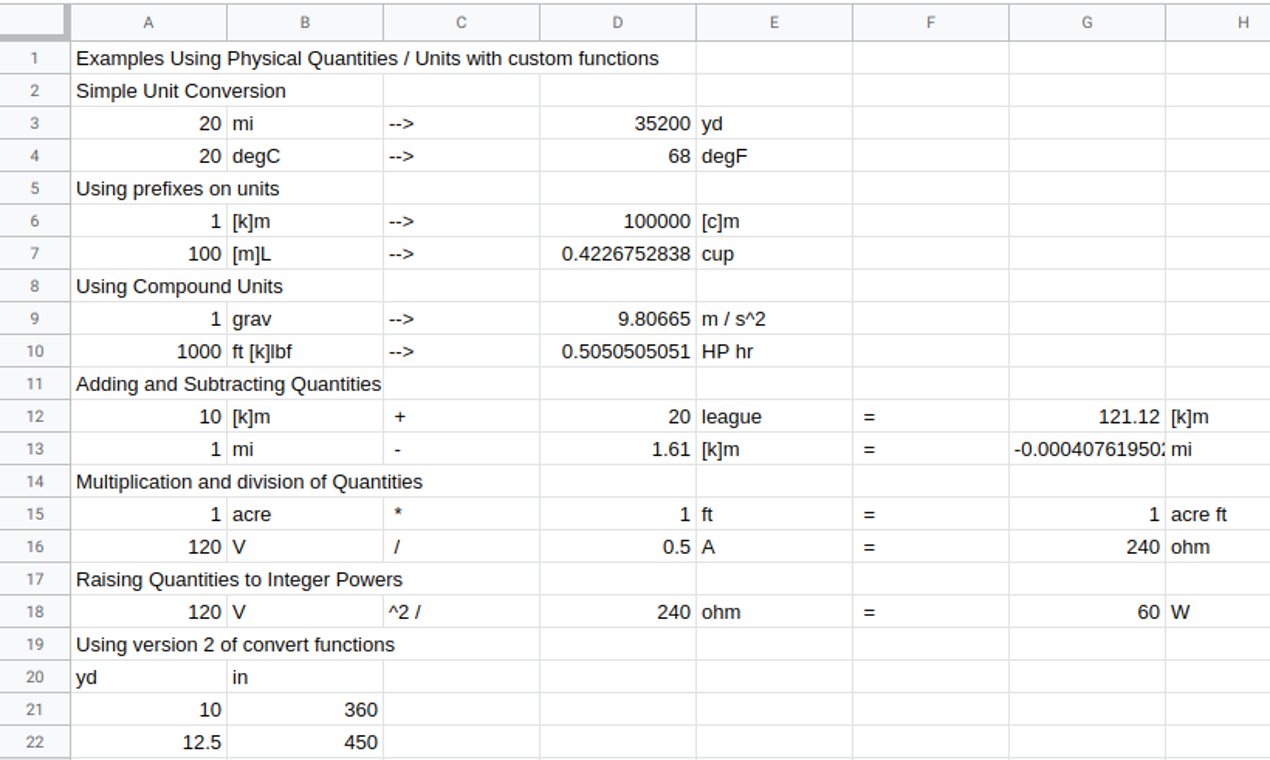 A B C D E F G H
1 Examples Using Physical Quantities / Units with custom functions
2 Simple Unit Conversion
3 20 mi --> 35200 yd
4 20 degC --> 68 degF
5 Using prefixes on units
6 1 [k]m --> 100000 [c]m
7 100 [m]L --> 0.4226752838 cup
8 Using Compound Units
9 1 grav --> 9.80665 m / s^2
10 1000 ft [k]lbf --> 0.5050505051 HP hr
11 Adding and Subtracting Quantities
12 10 [k]m + 20 league = 121.12 [k]m
13 1 mi - 1.61 [k]m = -0.000407619502 mi
14 Multiplication and division of Quantities
15 1 acre * 1 ft = 1 acre ft
16 120 V / 0.5 A = 240 ohm
17 Raising Quantities to Integer Powers
18 120 V ^2 / 240 ohm = 60 W
19 Using version 2 of convert functions
20 yd in
21 10 360
22 12.5 450